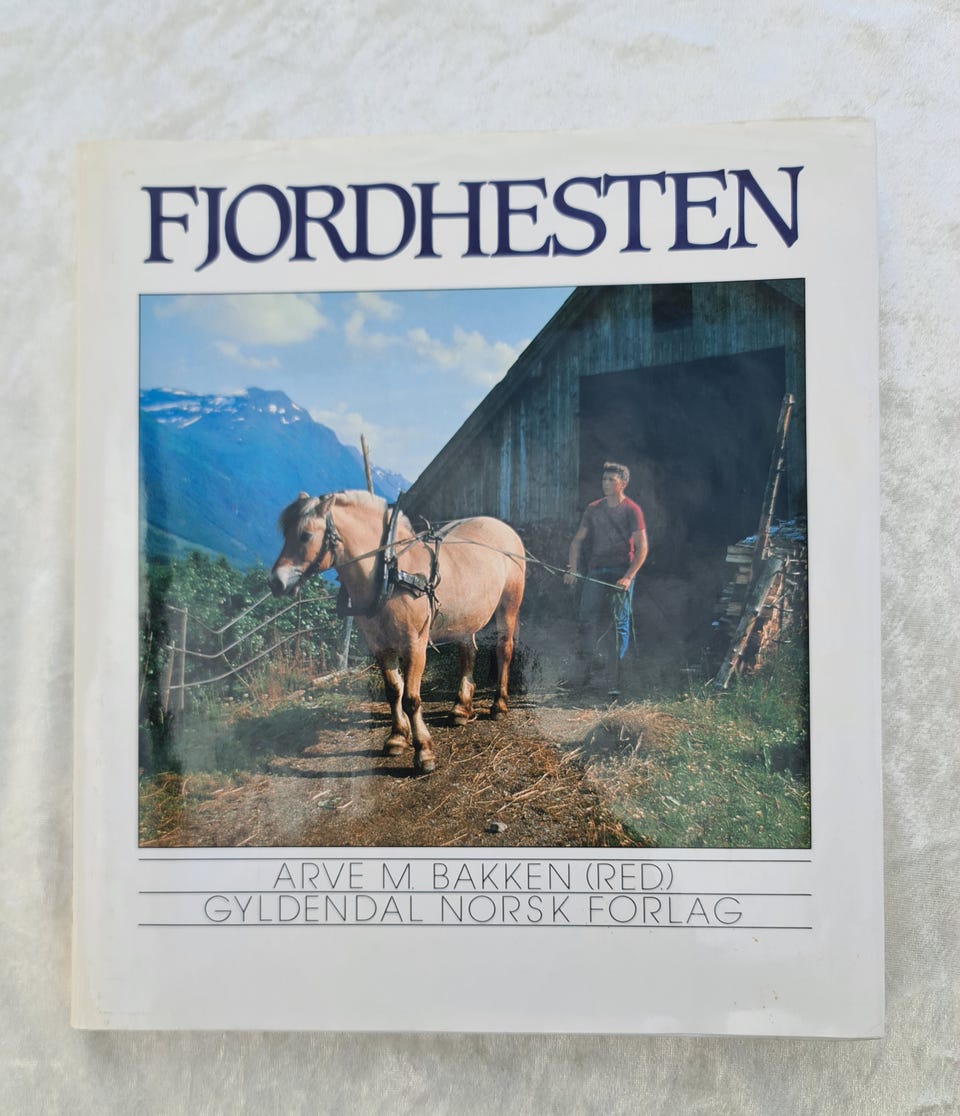 FJORDHESTEN
ARVE M. BAKKEN (RED.)
GYLDENDAL NORSK FORLAG